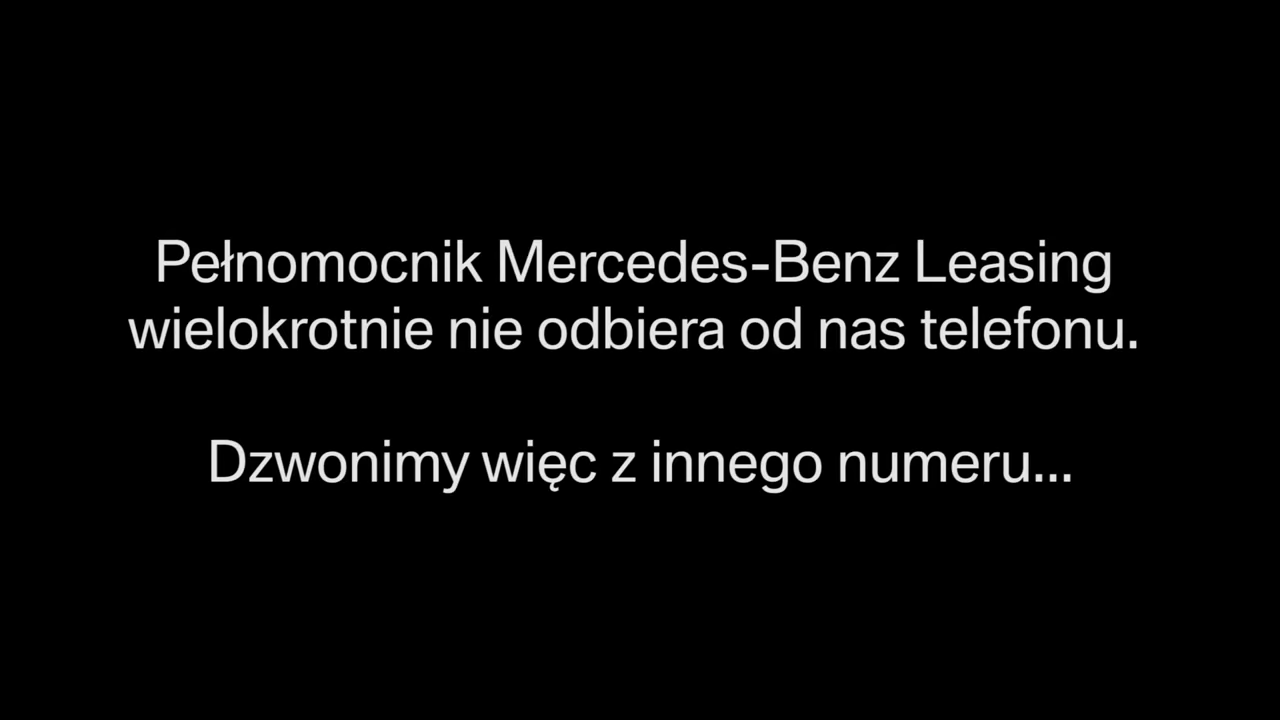 Pełnomocnik Mercedes-Benz Leasing
wielokrotnie nie odbiera od nas telefonu.
Dzwonimy więc z innego numeru...